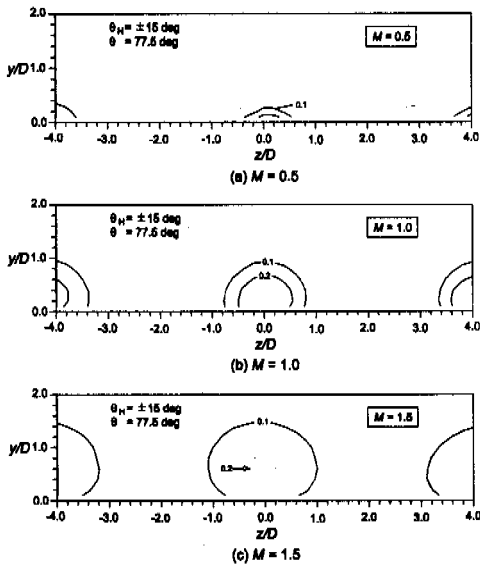 2.0
θH = ±15 deg
θ = 77.5 deg
M = 0.5
y/D 1.0
0.1
0.0
-4.0 -3.0 -2.0 -1.0 0.0 1.0 2.0 3.0 4.0
z/D
(a) M = 0.5
2.0
θH = ±15 deg
θ = 77.5 deg
M = 1.0
y/D 1.0
0.1
0.2
0.0
-4.0 -3.0 -2.0 -1.0 0.0 1.0 2.0 3.0 4.0
z/D
(b) M = 1.0
2.0
θH = ±15 deg
θ = 77.5 deg
M = 1.5
0.1
y/D 1.0
0.2
0.0
-4.0 -3.0 -2.0 -1.0 0.0 1.0 2.0 3.0 4.0
z/D
(c) M = 1.5